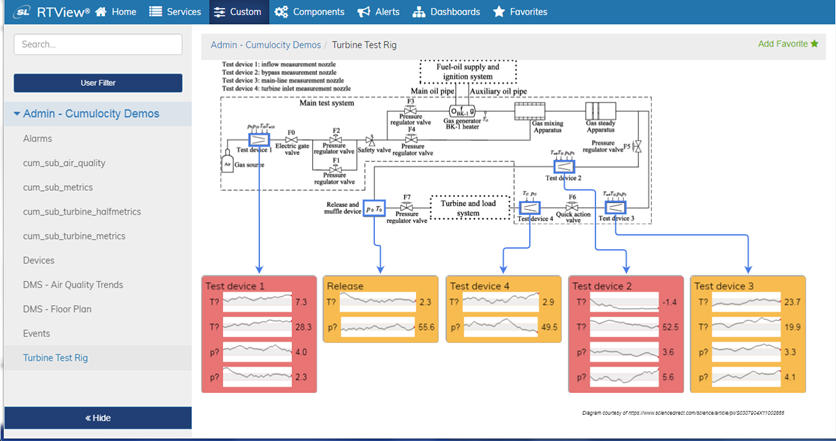 SL RTView® Home Services Custom Components Alerts Dashboards Favorites
Search...
User Filter
Admin - Cumulocity Demos
Alarms
cum_sub_air_quality
cum_sub_metrics
cum_sub_turbine_halfmetrics
cum_sub_turbine_metrics
Devices
DMS - Air Quality Trends
DMS - Floor Plan
Events
Turbine Test Rig
« Hide
Admin - Cumulocity Demos / Turbine Test Rig
Add Favorite
Test device 1: inflow measurement nozzle
Test device 2: bypass measurement nozzle
Test device 3: main-line measurement nozzle
Test device 4: turbine inlet measurement nozzle
Fuel-oil supply and
ignition system
Main oil pipe
Auxiliary oil pipe
Main test system
F3
Pressure
regulator valve
F4
Pressure
regulator valve
Gas generator
BK-1 heater
BK-1
Gas mixing
Apparatus
Gas steady
Apparatus
Pressure
regulator valve
F5
Air
Gas source
Test device 1
F0
Electric gate
valve
F2
Pressure
regulator valve
F1
Pressure
regulator valve
Safety valve
Test device 2
Release and
muffle device
P₀ T₀
F7
Pressure
regulator valve
Turbine and load
system
Test device 4
F6
Quick action
valve
Test device 3
Test device 1
T? 7.3
T? 28.3
p? 4.0
p? 2.3
Release
T? 2.3
p? 55.6
Test device 4
T? 2.9
p? 49.5
Test device 2
T? -1.4
T? 52.5
p? 3.6
p? 5.6
Test device 3
T? 23.7
T? 19.9
p? 3.3
p? 4.1
Diagram courtesy of